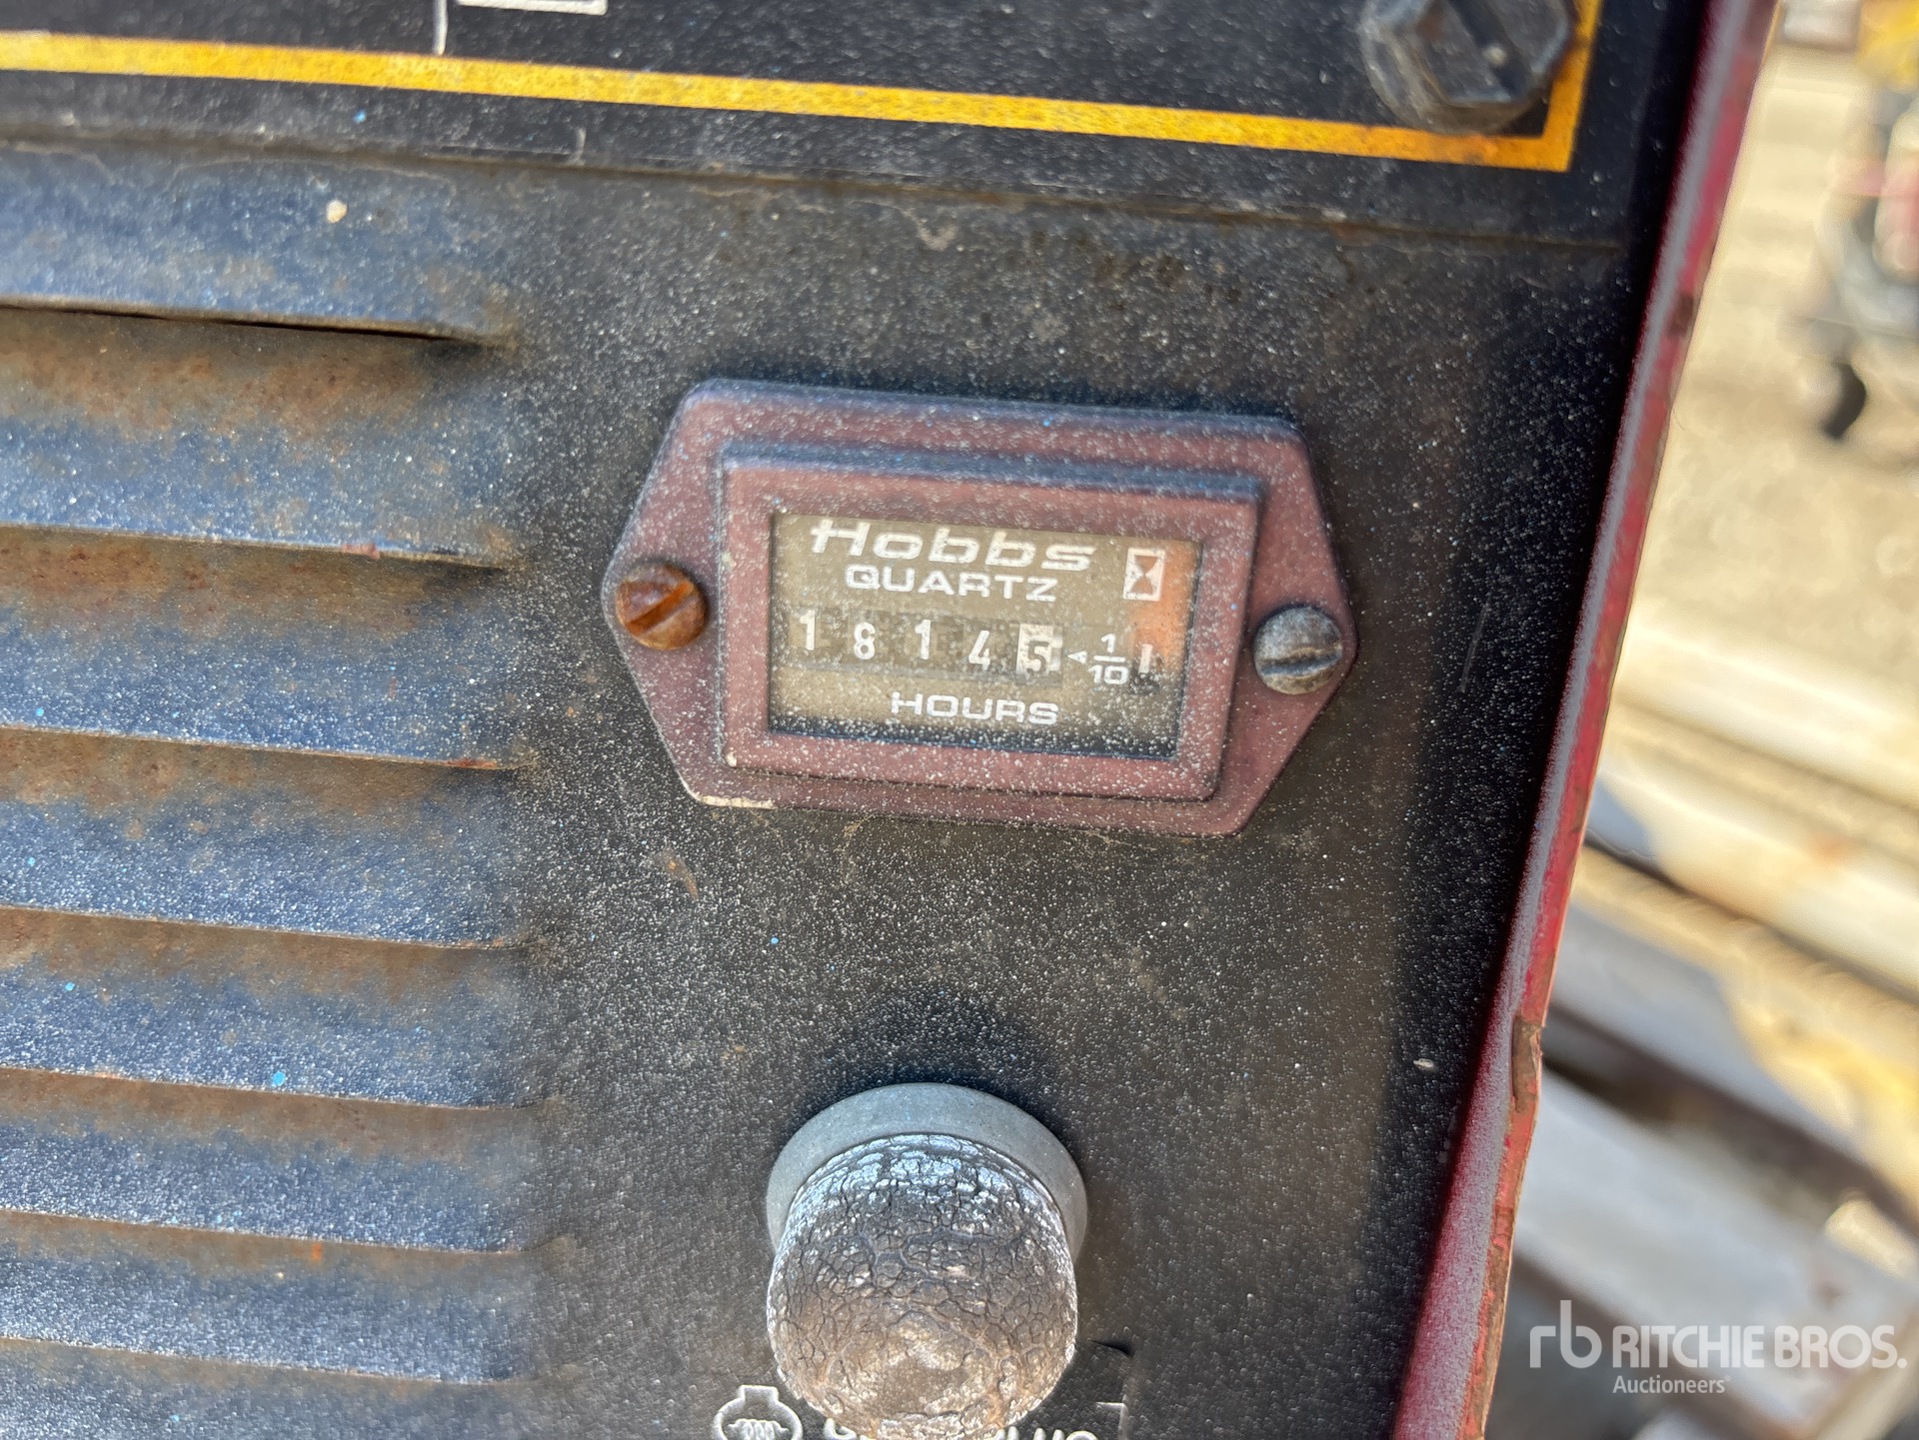 Hobbs
QUARTZ
18145 1/10
HOURS
rb RITCHIE BROS.
Auctioneers